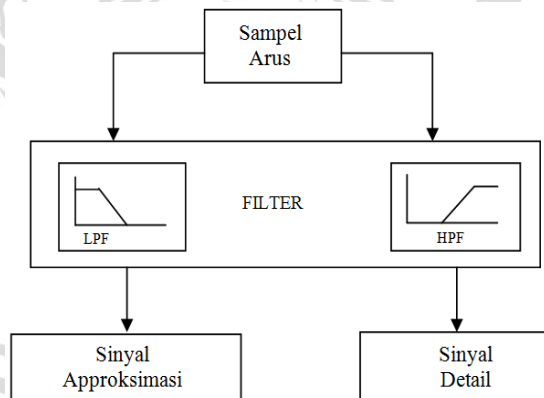 Sampel
Arus
FILTER
LPF
HPF
Sinyal
Approksimasi
Sinyal
Detail